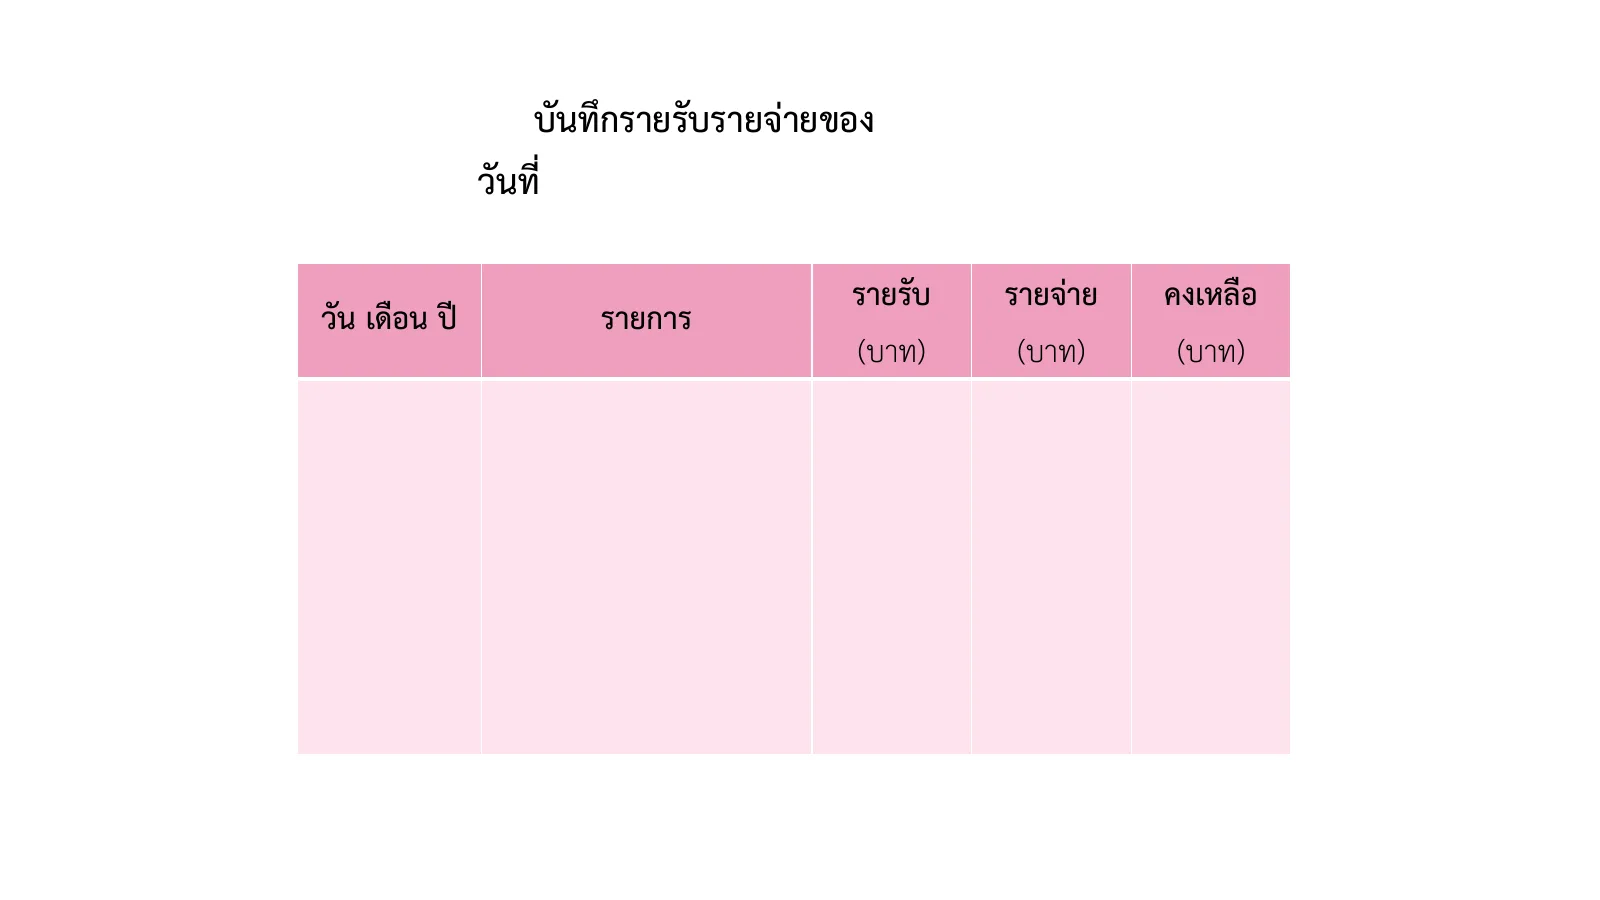 บันทึกรายรับรายจ่ายของ
วันที่
วัน เดือน ปี
รายการ
รายรับ
(บาท)
รายจ่าย
(บาท)
คงเหลือ
(บาท)